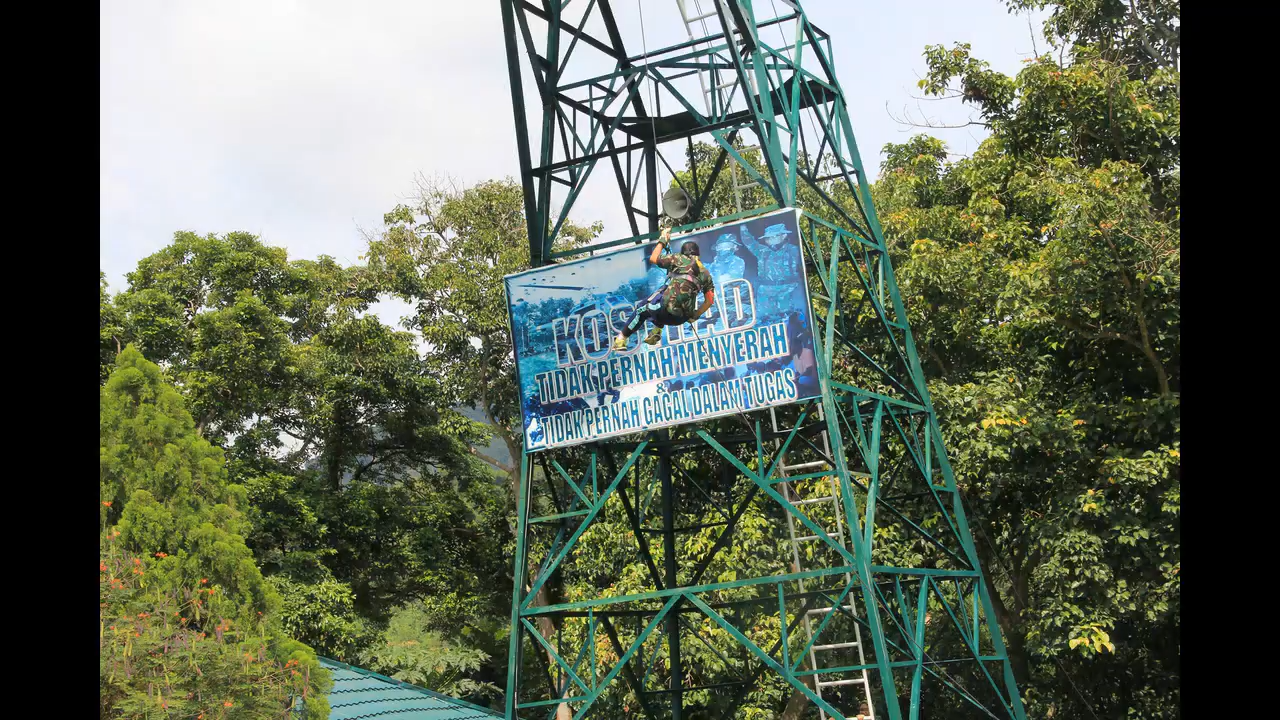 KOSTRAD
TIDAK PERNAH MENYERAH
&
TIDAK PERNAH GAGAL DALAM TUGAS